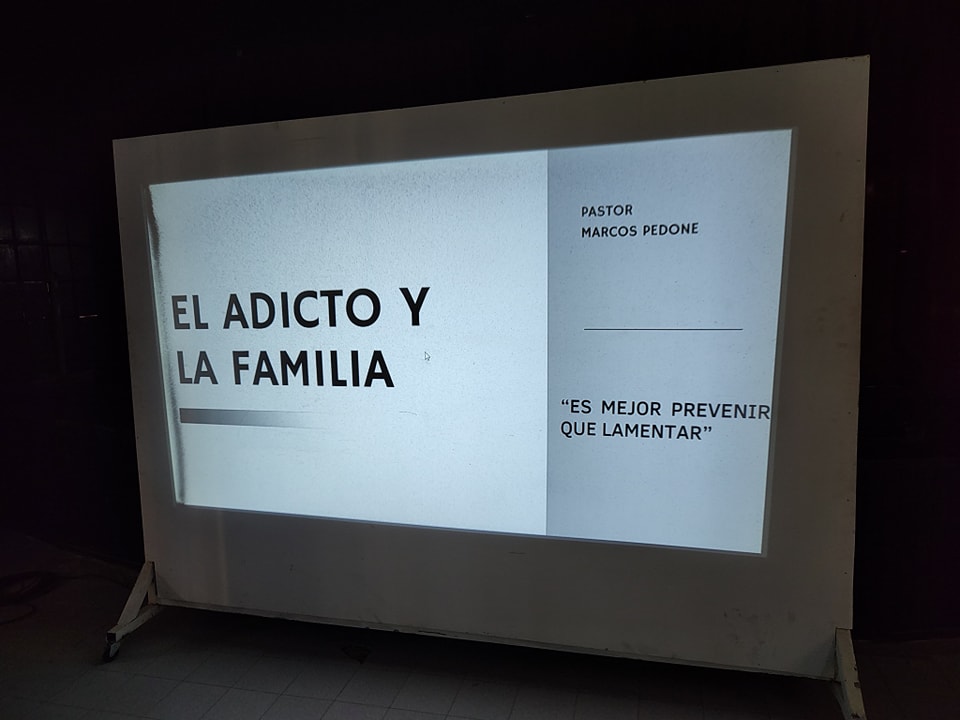 EL ADICTO Y
LA FAMILIA
PASTOR
MARCOS PEDONE
“ES MEJOR PREVENIR
QUE LAMENTAR”